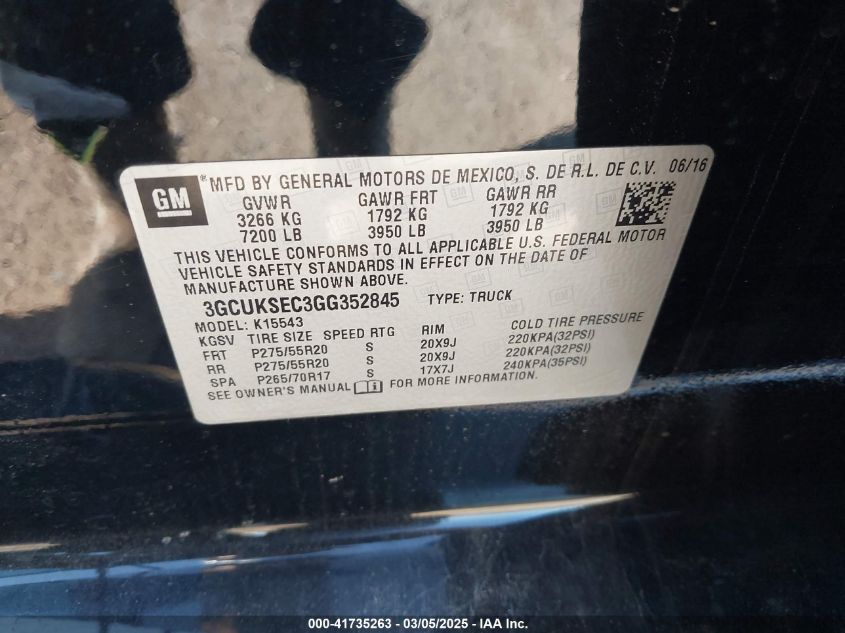 GM ® MFD BY GENERAL MOTORS DE MEXICO, S. DE R.L. DE C.V. 06/16
GVWR GAWR FRT GAWR RR
3266 KG 1792 KG 1792 KG
7200 LB 3950 LB 3950 LB
THIS VEHICLE CONFORMS TO ALL APPLICABLE U.S. FEDERAL MOTOR
VEHICLE SAFETY STANDARDS IN EFFECT ON THE DATE OF
MANUFACTURE SHOWN ABOVE.
3GCUKSEC3GG352845 TYPE: TRUCK
MODEL: K15543
KGSV TIRE SIZE SPEED RTG RIM COLD TIRE PRESSURE
FRT P275/55R20 S 20X9J 220KPA(32PSI)
RR P275/55R20 S 20X9J 220KPA(32PSI)
SPA P265/70R17 S 17X7J 240KPA(35PSI)
SEE OWNER'S MANUAL FOR MORE INFORMATION.
000-41735263 - 03/05/2025 - IAA Inc.